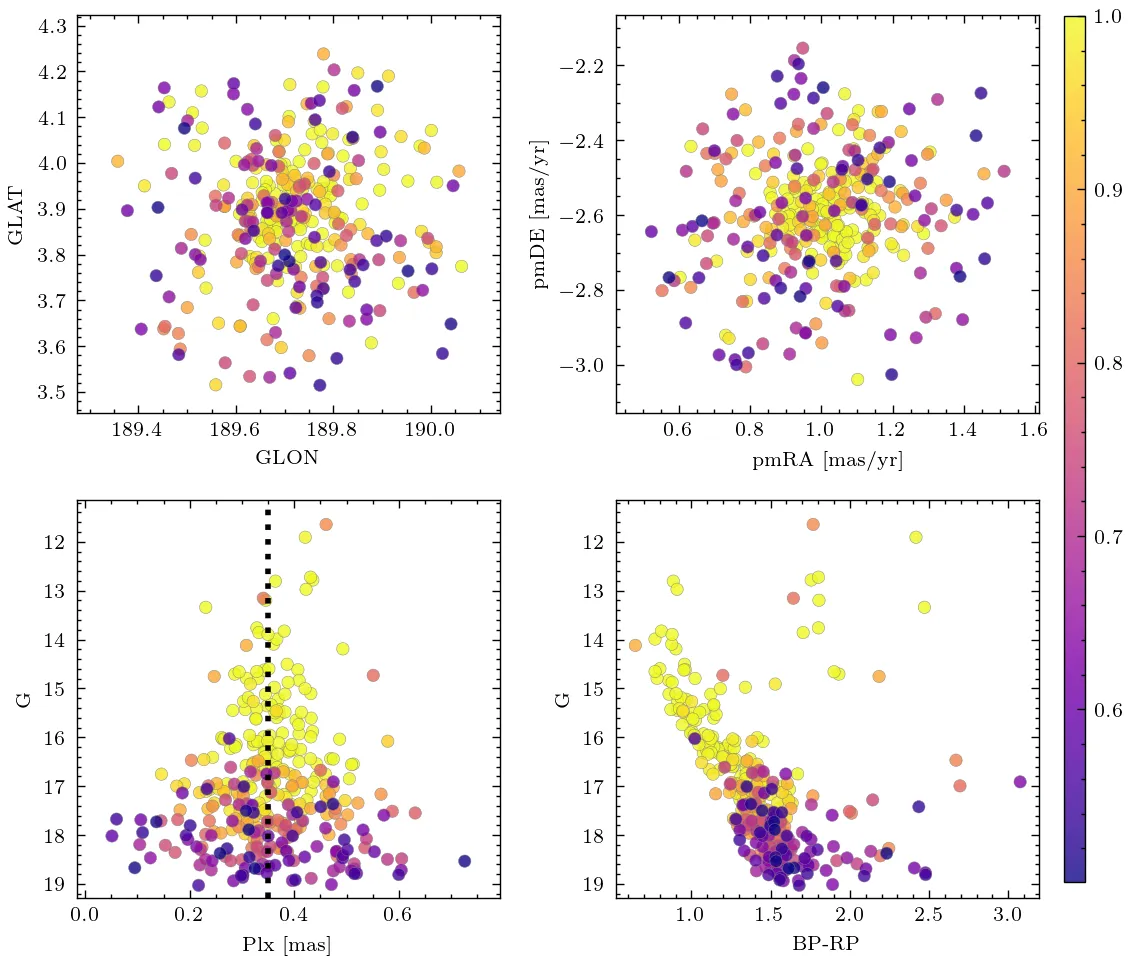 4.3
4.2
4.1
4.0
3.9
3.8
3.7
3.6
3.5
GLAT
189.4 189.6 189.8 190.0
GLON
−2.2
−2.4
−2.6
−2.8
−3.0
pmDE [mas/yr]
0.6 0.8 1.0 1.2 1.4 1.6
pmRA [mas/yr]
1.0
0.9
0.8
0.7
0.6
12
13
14
15
16
17
18
19
G
0.0 0.2 0.4 0.6
Plx [mas]
12
13
14
15
16
17
18
19
G
1.0 1.5 2.0 2.5 3.0
BP-RP